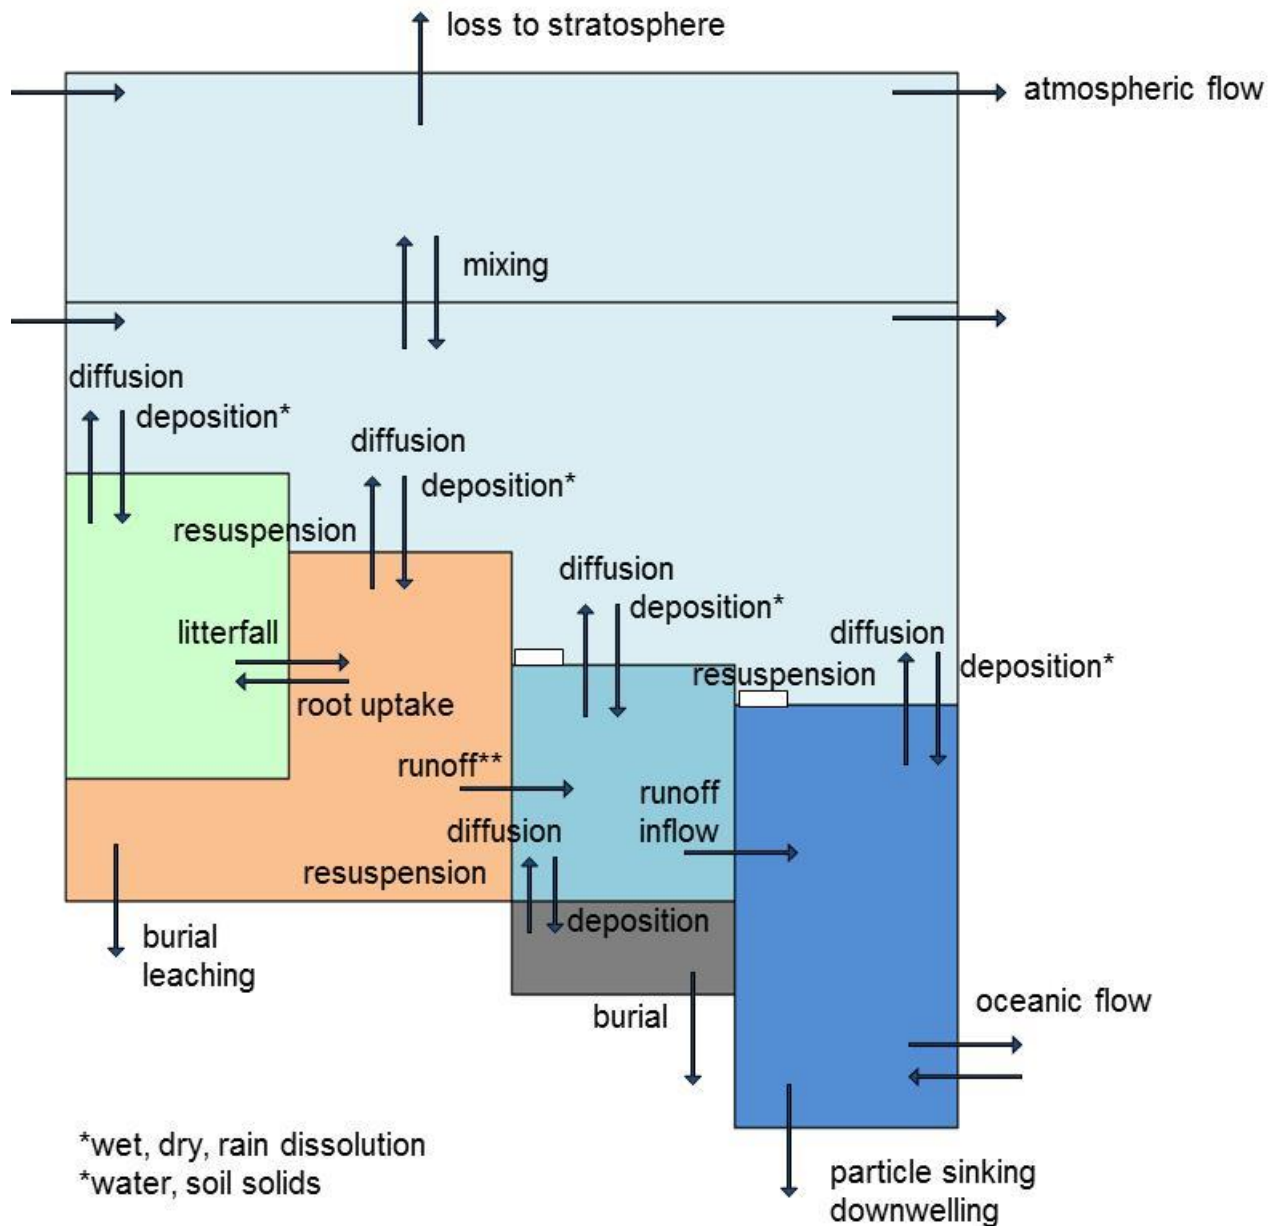 loss to stratosphere
atmospheric flow
mixing
diffusion
deposition*
diffusion
deposition*
resuspension
diffusion
deposition*
litterfall
diffusion
deposition*
resuspension
root uptake
runoff**
runoff
inflow
diffusion
resuspension
deposition
burial
leaching
burial
oceanic flow
*wet, dry, rain dissolution
*water, soil solids
particle sinking
downwelling